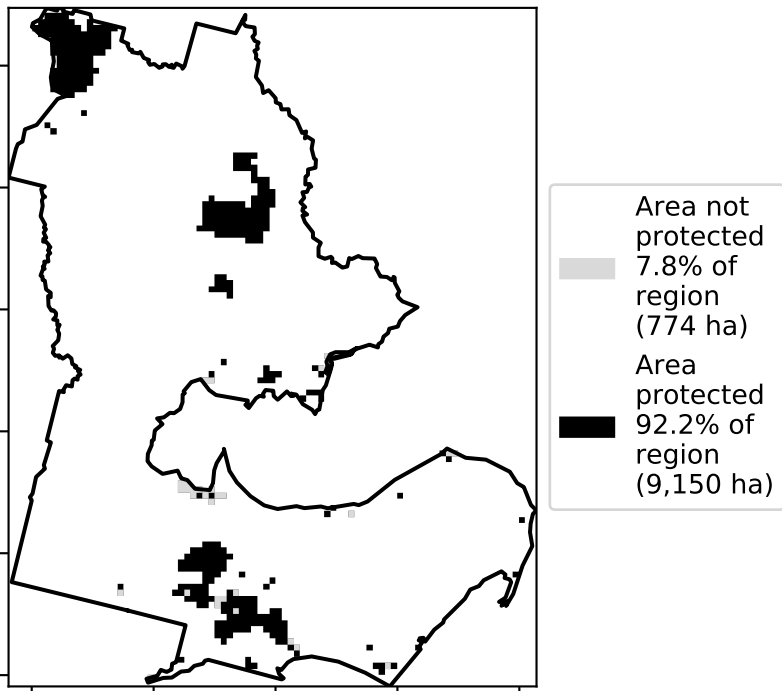 Area not
protected
7.8% of
region
(774 ha)
Area
protected
92.2% of
region
(9,150 ha)